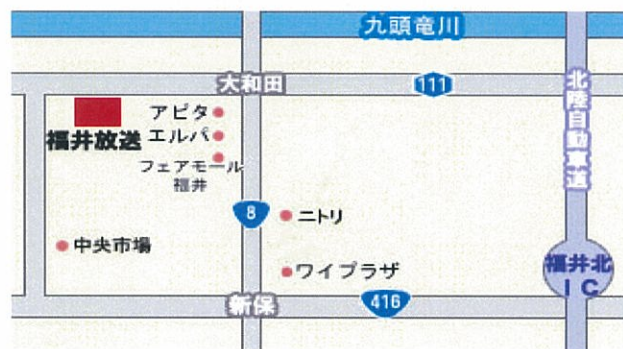 九頭竜川
大和田
111
北陸自動車道
福井放送
アピタ
エルパ
フェアモール
福井
8
ニトリ
中央市場
ワイプラザ
福井北
IC
新保
416